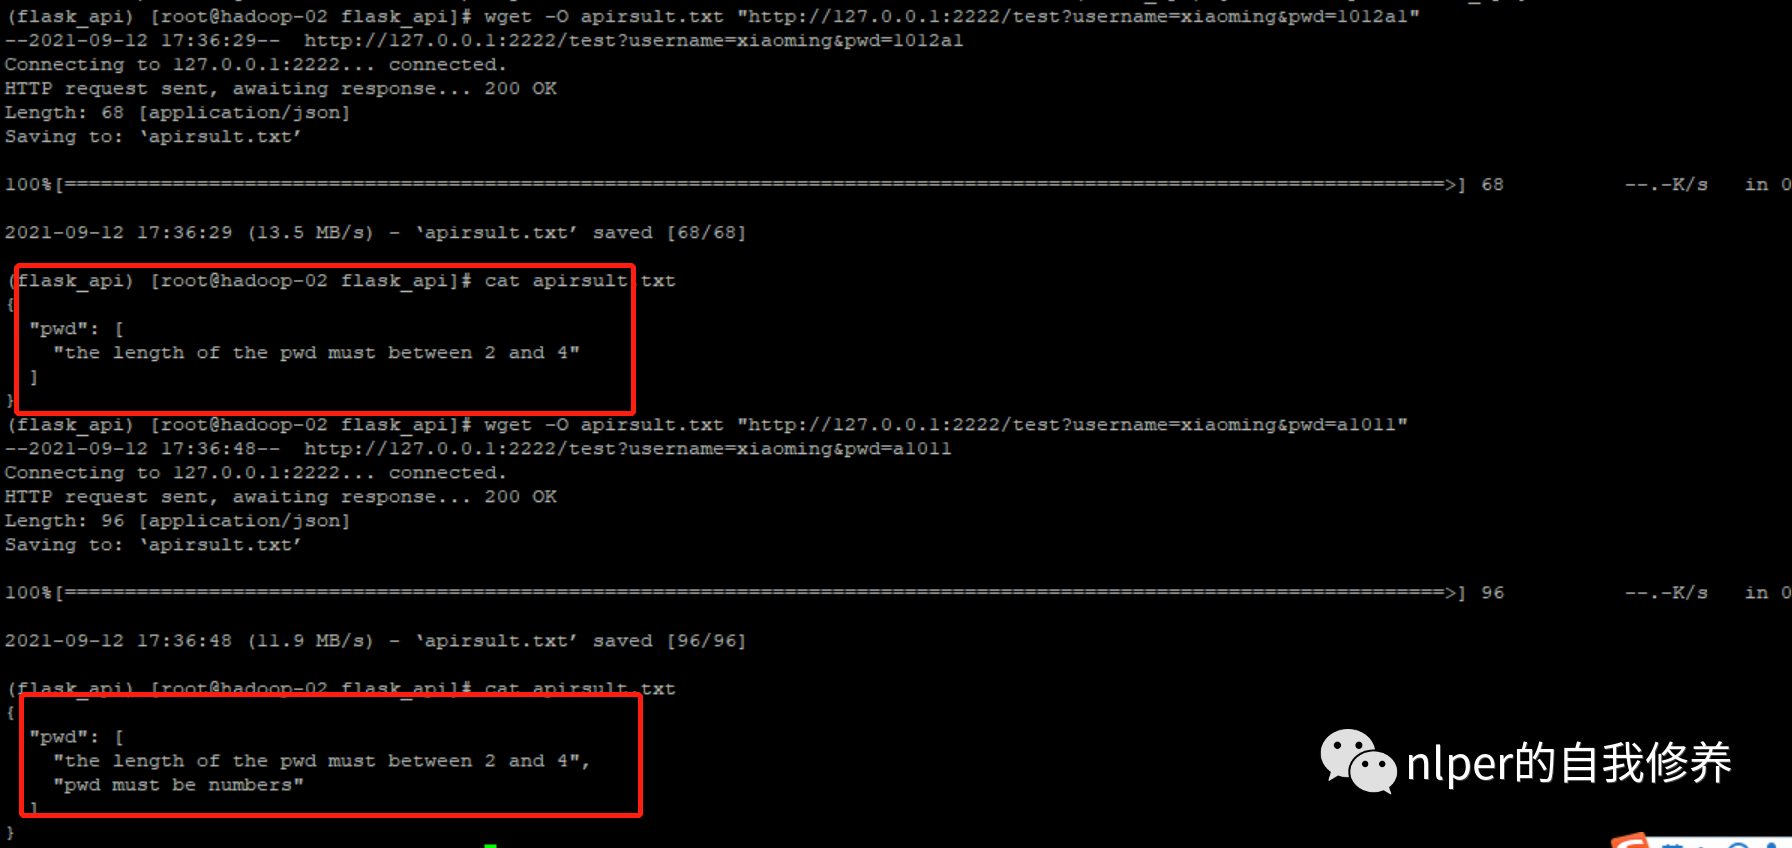 (flask_api) [root@hadoop-02 flask_api]# wget -O apirsult.txt "http://127.0.0.1:2222/test?username=xiaoming&pwd=1012a1"
--2021-09-12 17:36:29--  http://127.0.0.1:2222/test?username=xiaoming&pwd=1012a1
Connecting to 127.0.0.1:2222... connected.
HTTP request sent, awaiting response... 200 OK
Length: 68 [application/json]
Saving to: ‘apirsult.txt’
100%[===================================================================================================================>] 68          --.-K/s   in 0
2021-09-12 17:36:29 (13.5 MB/s) - ‘apirsult.txt’ saved [68/68]
(flask_api) [root@hadoop-02 flask_api]# cat apirsult.txt
{
  "pwd": [
    "the length of the pwd must between 2 and 4"
  ]
}
(flask_api) [root@hadoop-02 flask_api]# wget -O apirsult.txt "http://127.0.0.1:2222/test?username=xiaoming&pwd=a1011"
--2021-09-12 17:36:48--  http://127.0.0.1:2222/test?username=xiaoming&pwd=a1011
Connecting to 127.0.0.1:2222... connected.
HTTP request sent, awaiting response... 200 OK
Length: 96 [application/json]
Saving to: ‘apirsult.txt’
100%[===================================================================================================================>] 96          --.-K/s   in 0
2021-09-12 17:36:48 (11.9 MB/s) - ‘apirsult.txt’ saved [96/96]
(flask_api) [root@hadoop-02 flask_api]# cat apirsult.txt
{
  "pwd": [
    "the length of the pwd must between 2 and 4",
    "pwd must be numbers"
  ]
}
nlper的自我修养